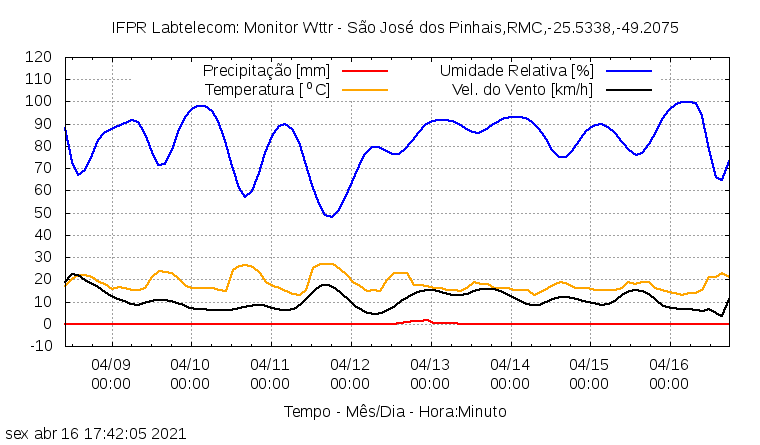 IFPR Labtelecom: Monitor Wttr - São José dos Pinhais,RMC,-25.5338,-49.2075
Precipitação [mm]
Umidade Relativa [%]
Temperatura [ ⁰C]
Vel. do Vento [km/h]
120
110
100
90
80
70
60
50
40
30
20
10
0
-10
04/09 04/10 04/11 04/12 04/13 04/14 04/15 04/16
00:00 00:00 00:00 00:00 00:00 00:00 00:00 00:00
Tempo - Mês/Dia - Hora:Minuto
sex abr 16 17:42:05 2021